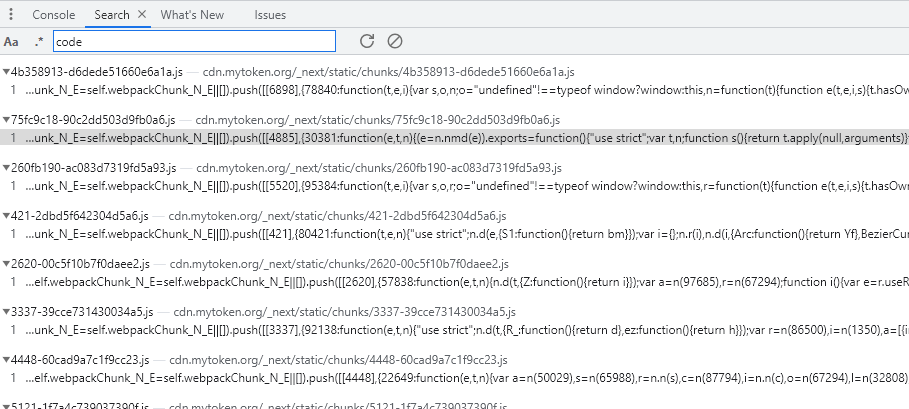 Console Search × What's New Issues
Aa .* code
4b358913-d6dede51660e6a1a.js — cdn.mytoken.org/_next/static/chunks/4b358913-d6dede51660e6a1a.js
1 ...unk_N_E=self.webpackChunk_N_E||[]).push([[6898],{78840:function(t,e,i){var s,o,n;o="undefined"!==typeof window?window:this,n=function(t){function e(t,e,i,s){t.hasOwn
75fc9c18-90c2dd503d9fb0a6.js — cdn.mytoken.org/_next/static/chunks/75fc9c18-90c2dd503d9fb0a6.js
1 ...unk_N_E=self.webpackChunk_N_E||[]).push([[4885],{30381:function(e,t,n){(e=n.nmd(e)).exports=function(){"use strict";var t,n;function s(){return t.apply(null,arguments)}
260fb190-ac083d7319fd5a93.js — cdn.mytoken.org/_next/static/chunks/260fb190-ac083d7319fd5a93.js
1 ...unk_N_E=self.webpackChunk_N_E||[]).push([[5520],{95384:function(t,e,i){var s,o,r;o="undefined"!==typeof window?window:this,r=function(t){function e(t,e,i,s){t.hasOwn
421-2dbd5f642304d5a6.js — cdn.mytoken.org/_next/static/chunks/421-2dbd5f642304d5a6.js
1 ...unk_N_E=self.webpackChunk_N_E||[]).push([[421],{80421:function(t,e,n){"use strict";n.d(e,{S1:function(){return bm}});var i={};n.r(i),n.d(i,{Arc:function(){return Yf},BezierCur
2620-00c5f10b7f0daee2.js — cdn.mytoken.org/_next/static/chunks/2620-00c5f10b7f0daee2.js
1 ...elf.webpackChunk_N_E=self.webpackChunk_N_E||[]).push([[2620],{57838:function(e,t,n){n.d(t,{Z:function(){return i}});var a=n(97685),r=n(67294);function i(){var e=r.useR
3337-39cce731430034a5.js — cdn.mytoken.org/_next/static/chunks/3337-39cce731430034a5.js
1 ...unk_N_E=self.webpackChunk_N_E||[]).push([[3337],{92138:function(e,t,n){"use strict";n.d(t,{R_:function(){return d},ez:function(){return h}});var r=n(86500),i=n(1350),a=[{i
4448-60cad9a7c1f9cc23.js — cdn.mytoken.org/_next/static/chunks/4448-60cad9a7c1f9cc23.js
1 ...elf.webpackChunk_N_E=self.webpackChunk_N_E||[]).push([[4448],{22649:function(e,t,n){var a=n(50029),s=n(65988),r=n.n(s),c=n(87794),i=n.n(c),o=n(67294),l=n(32808)
5121-1f7a4c739037390f.js — cdn.mytoken.org/_next/static/chunks/5121-1f7a4c739037390f.js